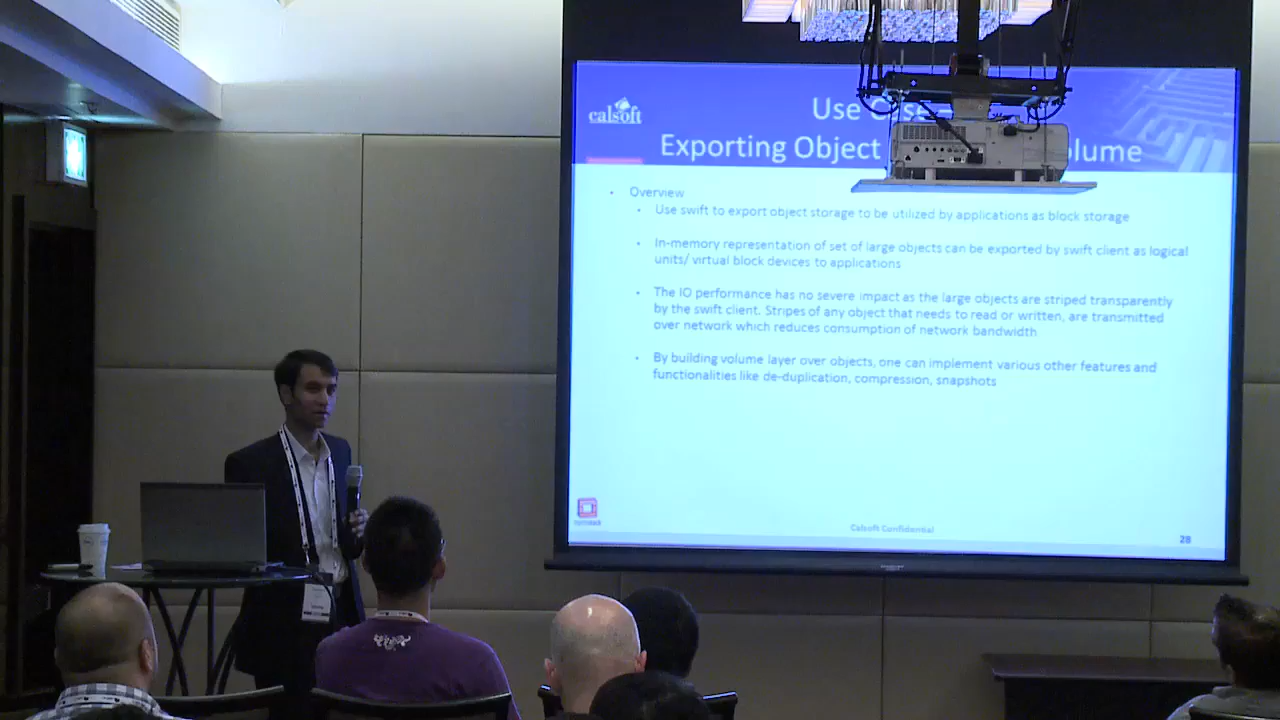 calsoft
Use Case –
Exporting Object
olume
Overview
Use swift to export object storage to be utilized by applications as block storage
In-memory representation of set of large objects can be exported by swift client as logical
units/ virtual block devices to applications
The IO performance has no severe impact as the large objects are striped transparently
by the swift client. Stripes of any object that needs to read or written, are transmitted
over network which reduces consumption of network bandwidth
By building volume layer over objects, one can implement various other features and
functionalities like de-duplication, compression, snapshots
Calsoft Confidential
28